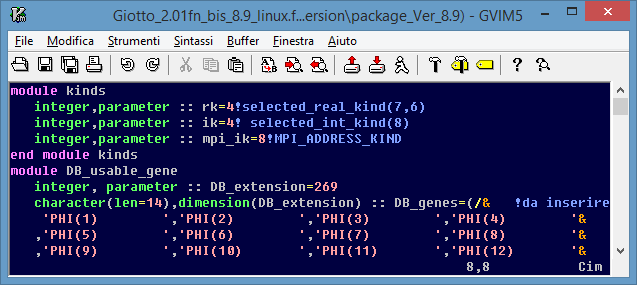 Giotto_2.01fn_bis_8.9_linux.f...ersion\package_Ver_8.9) - GVIM5
File Modifica Strumenti Sintassi Buffer Finestra Aiuto
module kinds
   integer,parameter :: rk=4!selected_real_kind(7,6)
   integer,parameter :: ik=4! selected_int_kind(8)
   integer,parameter :: mpi_ik=8!MPI_ADDRESS_KIND
end module kinds
module DB_usable_gene
   integer, parameter :: DB_extension=269
   character(len=14),dimension(DB_extension) :: DB_genes=(/&   !da inserire
    'PHI(1)        ','PHI(2)        ','PHI(3)        ','PHI(4)        '&
   ,'PHI(5)        ','PHI(6)        ','PHI(7)        ','PHI(8)        '&
   ,'PHI(9)        ','PHI(10)       ','PHI(11)       ','PHI(12)       '&
8,8 Cim